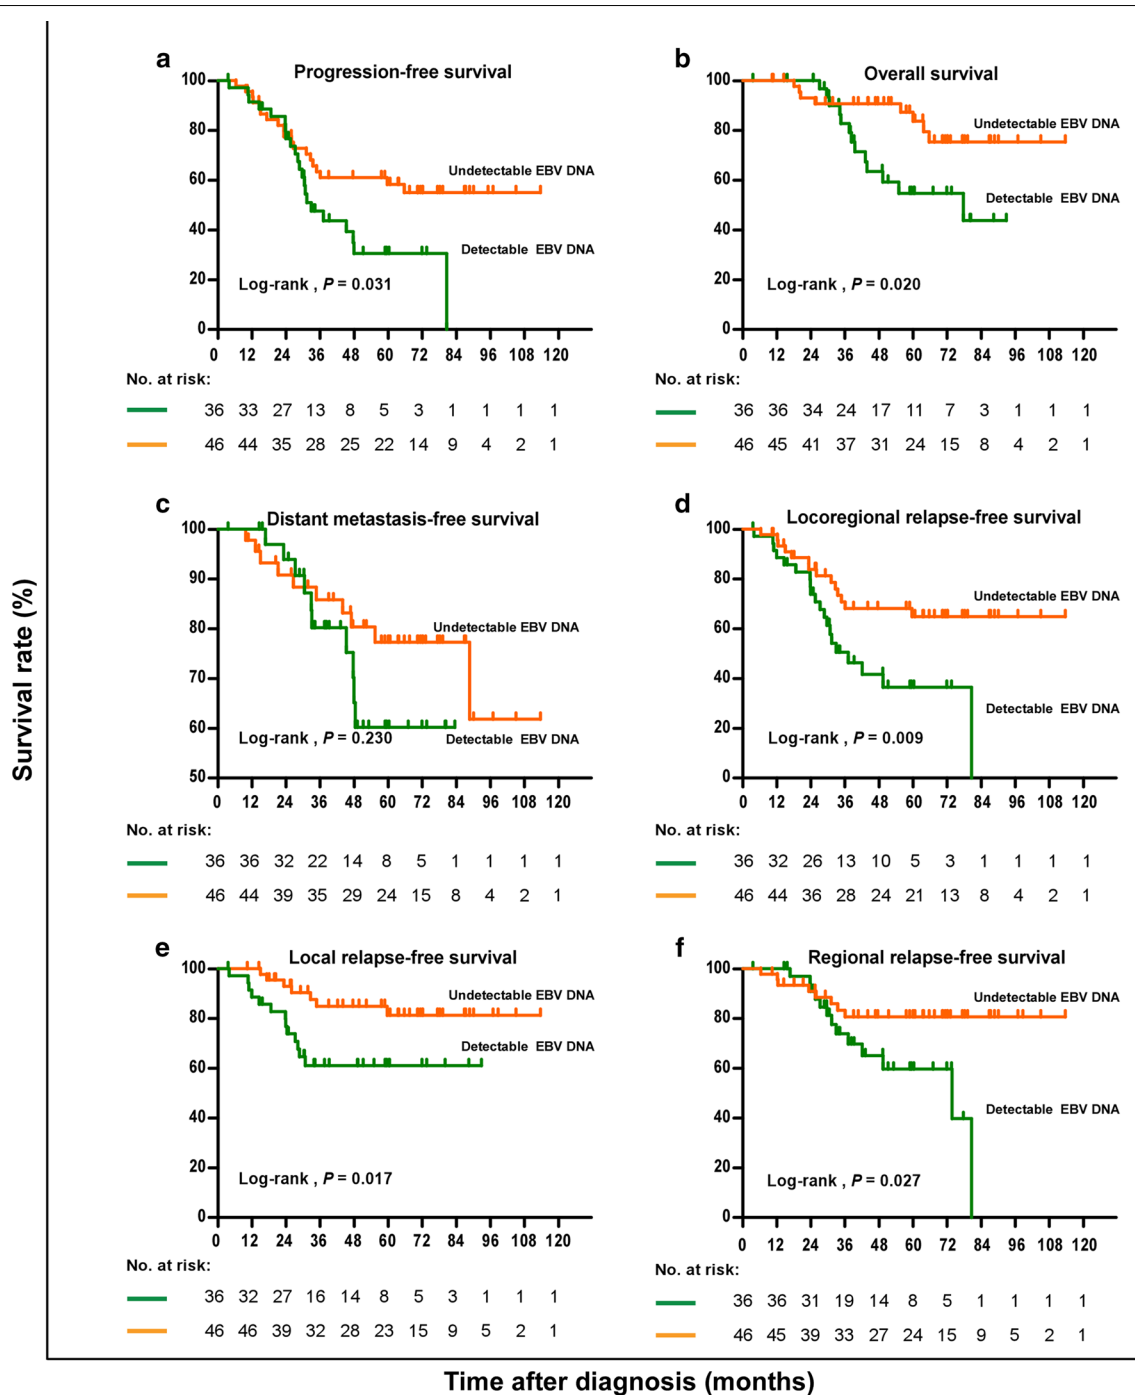 a
Progression-free survival
100
80
60
40
20
0
Undetectable EBV DNA
Detectable EBV DNA
Log-rank , P = 0.031
0 12 24 36 48 60 72 84 96 108 120
No. at risk:
36 33 27 13 8 5 3 1 1 1 1
46 44 35 28 25 22 14 9 4 2 1
b
Overall survival
100
80
60
40
20
0
Undetectable EBV DNA
Detectable EBV DNA
Log-rank , P = 0.020
0 12 24 36 48 60 72 84 96 108 120
No. at risk:
36 36 34 24 17 11 7 3 1 1 1
46 45 41 37 31 24 15 8 4 2 1
c
Distant metastasis-free survival
100
90
80
70
60
50
Undetectable EBV DNA
Log-rank , P = 0.230
Detectable EBV DNA
0 12 24 36 48 60 72 84 96 108 120
No. at risk:
36 36 32 22 14 8 5 1 1 1 1
46 44 39 35 29 24 15 8 4 2 1
d
Locoregional relapse-free survival
100
80
60
40
20
0
Undetectable EBV DNA
Detectable EBV DNA
Log-rank , P = 0.009
0 12 24 36 48 60 72 84 96 108 120
No. at risk:
36 32 26 13 10 5 3 1 1 1 1
46 44 36 28 24 21 13 8 4 2 1
e
Local relapse-free survival
100
80
60
40
20
0
Undetectable EBV DNA
Detectable EBV DNA
Log-rank , P = 0.017
0 12 24 36 48 60 72 84 96 108 120
No. at risk:
36 32 27 16 14 8 5 3 1 1 1
46 46 39 32 28 23 15 9 5 2 1
f
Regional relapse-free survival
100
80
60
40
20
0
Undetectable EBV DNA
Detectable EBV DNA
Log-rank , P = 0.027
0 12 24 36 48 60 72 84 96 108 120
No. at risk:
36 36 31 19 14 8 5 1 1 1 1
46 45 39 33 27 24 15 9 5 2 1
Survival rate (%)
Time after diagnosis (months)